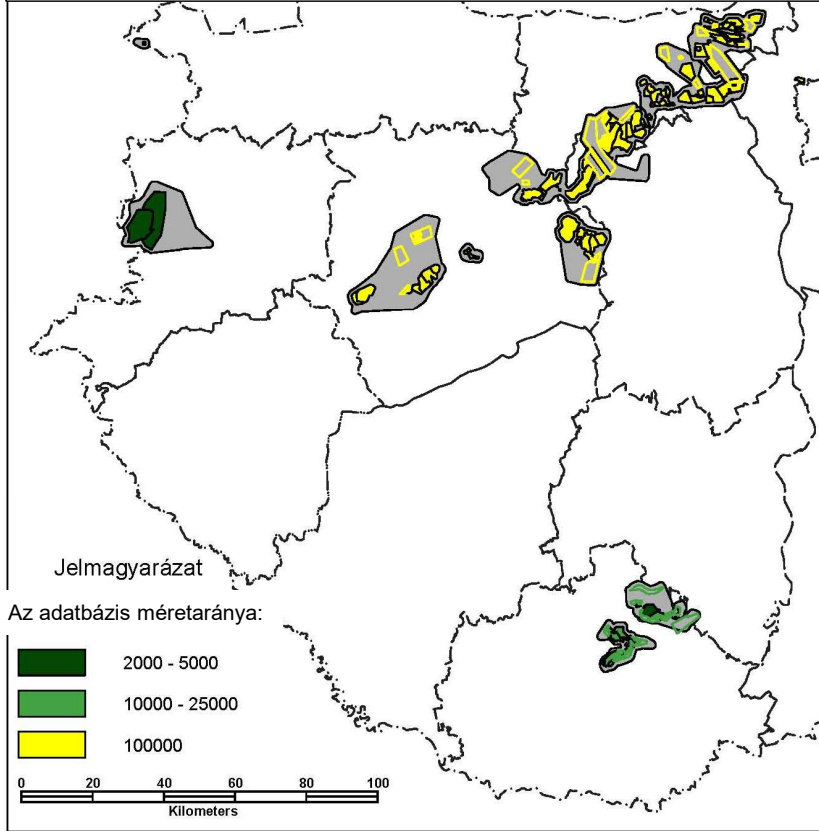 Jelmagyarázat
Az adatbázis méretaránya:
2000 - 5000
10000 - 25000
100000
0 20 40 60 80 100
Kilometers